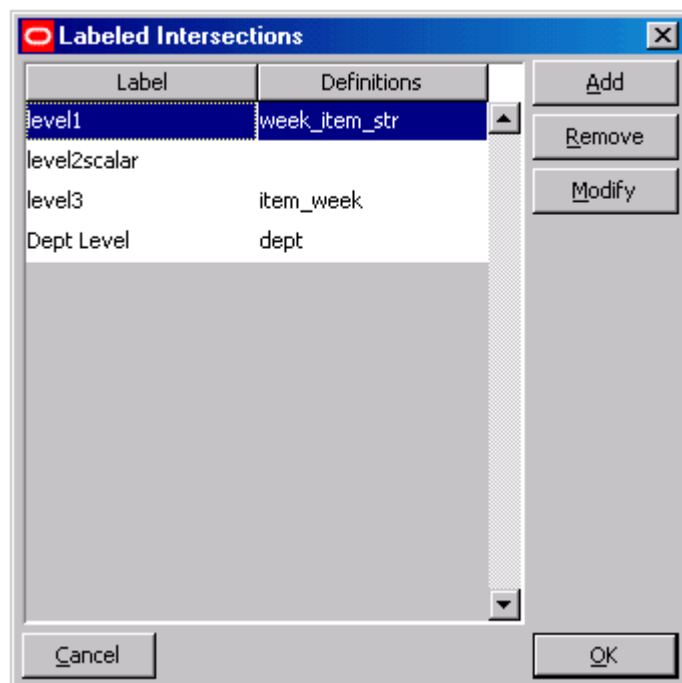 Labeled Intersections
Label Definitions Add
level1 week_item_str
Remove
level2scalar
Modify
level3 item_week
Dept Level dept
Cancel OK